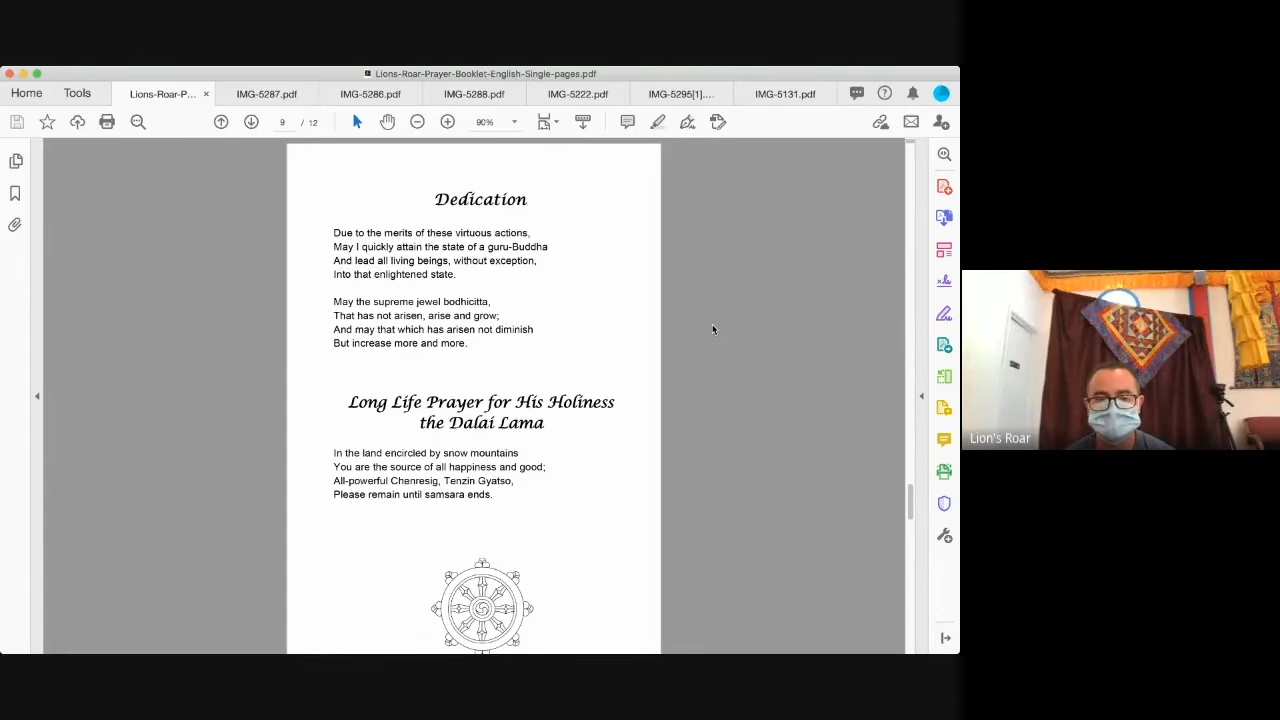 Lions-Roar-Prayer-Booklet-English-Single-pages.pdf
Home
Tools
Lions-Roar-P... ×
IMG-5287.pdf
IMG-5286.pdf
IMG-5288.pdf
IMG-5222.pdf
IMG-5295[1]....
IMG-5131.pdf
9 / 12
90%
Dedication
Due to the merits of these virtuous actions,
May I quickly attain the state of a guru-Buddha
And lead all living beings, without exception,
Into that enlightened state.
May the supreme jewel bodhicitta,
That has not arisen, arise and grow;
And may that which has arisen not diminish
But increase more and more.
Long Life Prayer for His Holiness
the Dalai Lama
In the land encircled by snow mountains
You are the source of all happiness and good;
All-powerful Chenresig, Tenzin Gyatso,
Please remain until samsara ends.
Lion's Roar